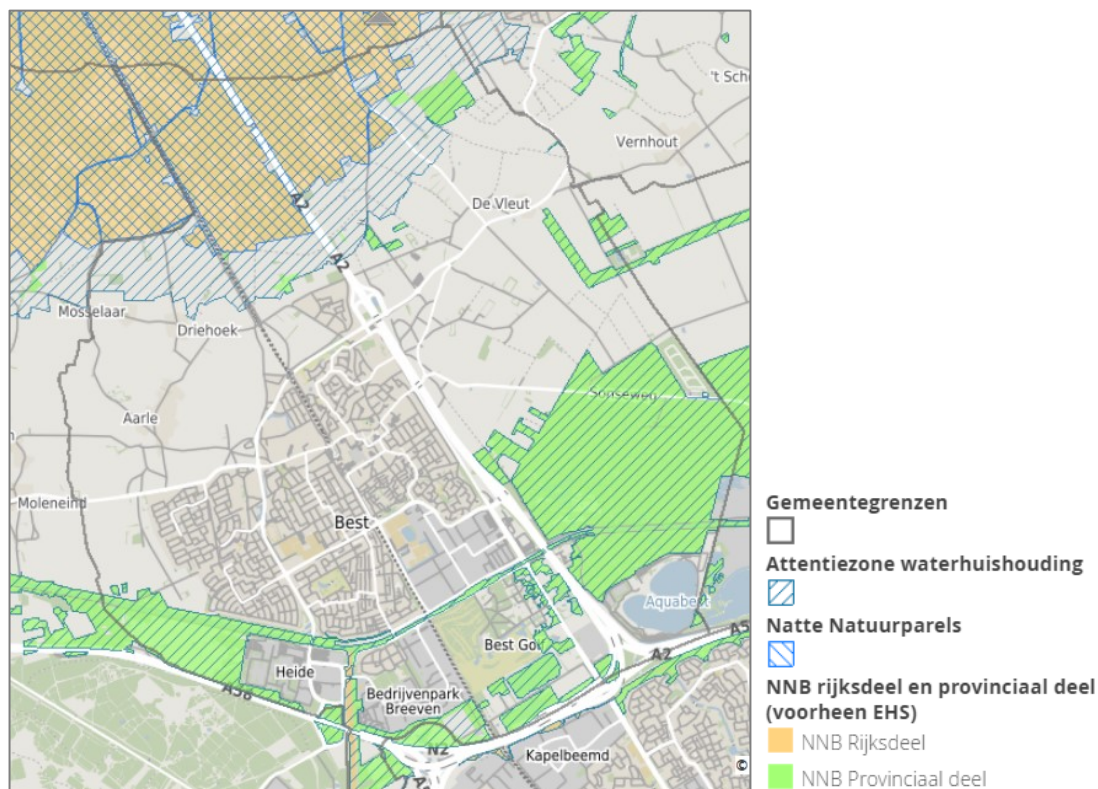 't Sch
Vernhout
De Vleut
A2
A2
Mosselaar
Driehoek
Aarle
Moleneind
Best
Aquabest
Best Gol
A5
A2
Heide
A58
Bedrijvenpark
Breeven
N2
Kapelbeemd
©
Gemeentegrenzen
Attentiezone waterhuishouding
Natte Natuurparels
NNB rijksdeel en provinciaal deel
(voorheen EHS)
NNB Rijksdeel
NNB Provinciaal deel